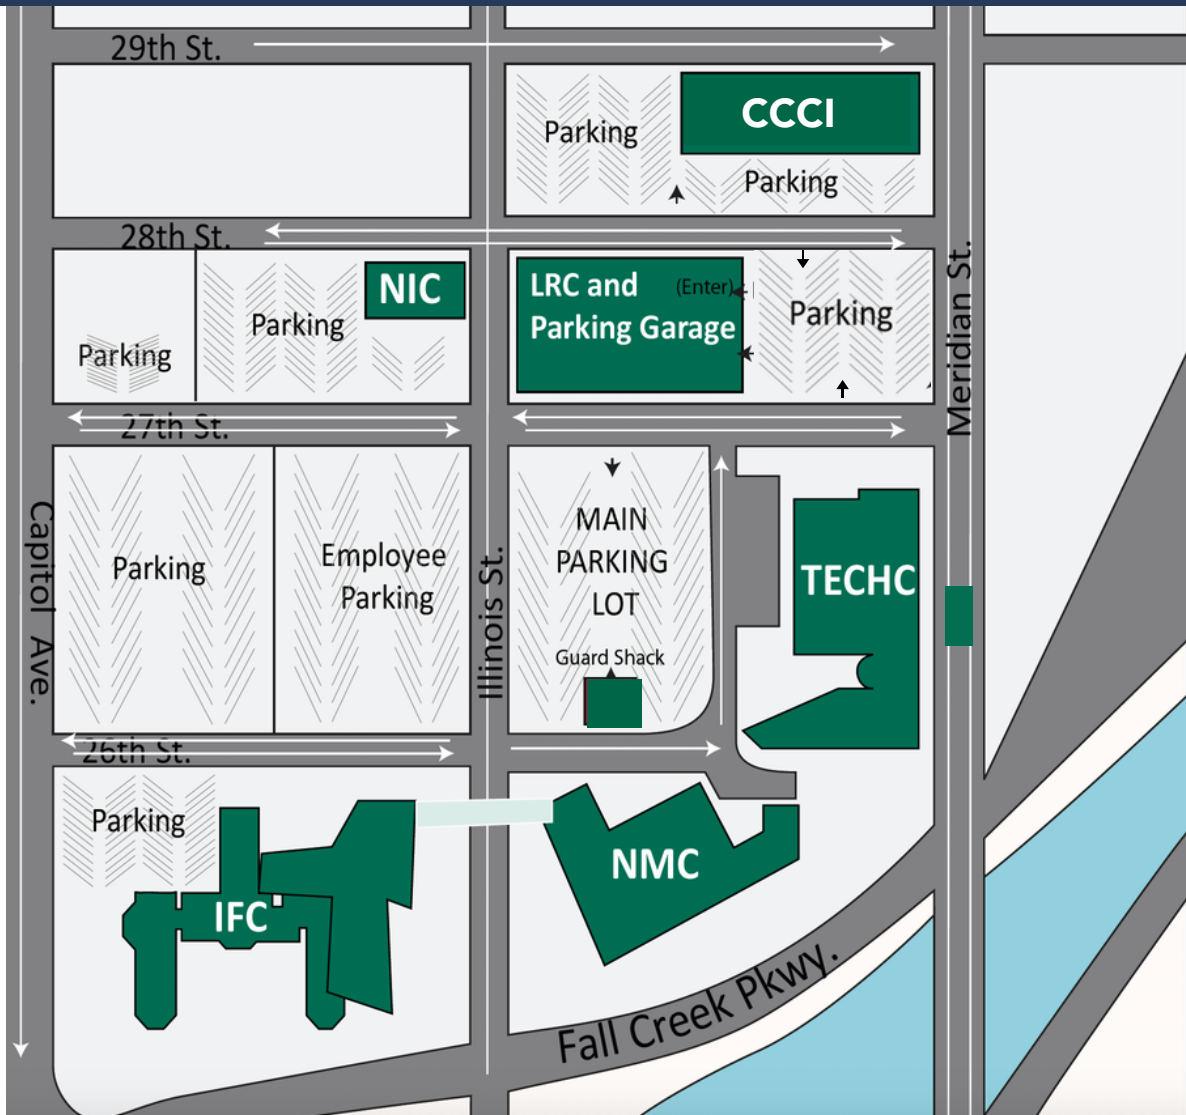 29th St.
CCCI
Parking
Parking
28th St.
NIC
LRC and
(Enter)
Parking Garage
Parking
Parking
Parking
Meridian St.
27th St.
Capitol Ave.
Parking
Employee
Parking
Illinois St.
MAIN
PARKING
LOT
Guard Shack
TECHC
26th St.
Parking
IFC
NMC
Fall Creek Pkwy.